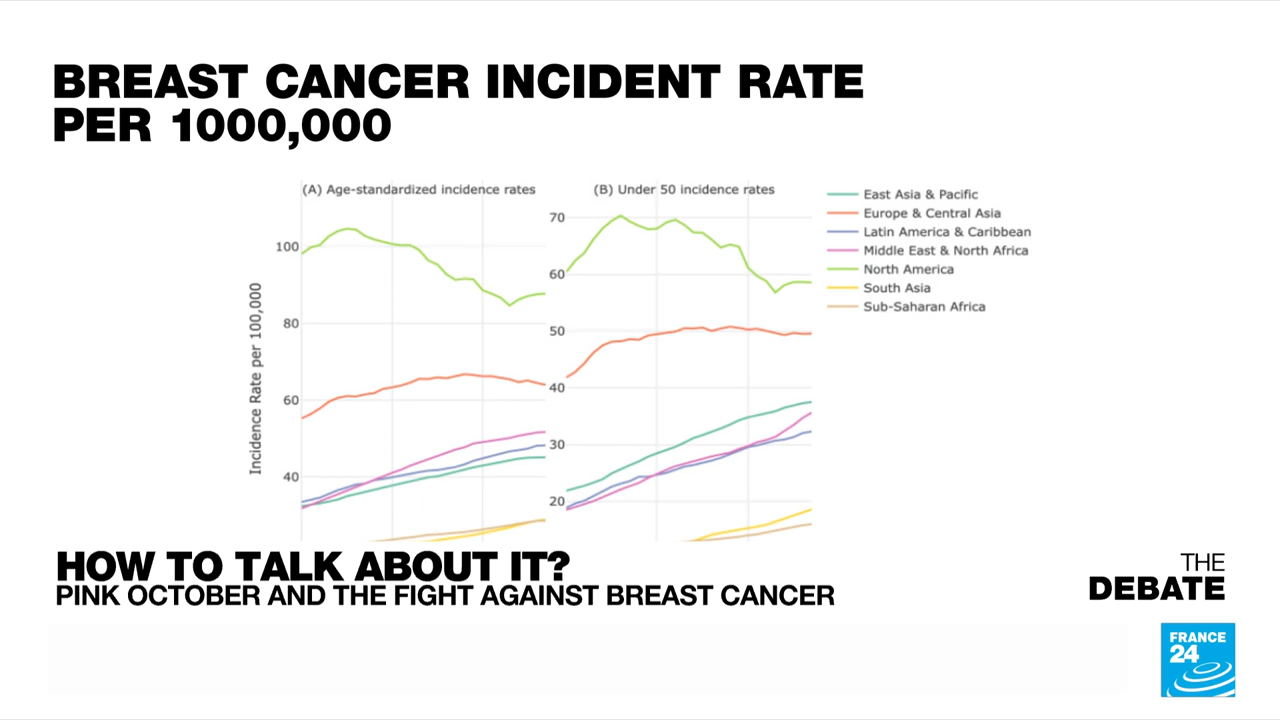 BREAST CANCER INCIDENT RATE
PER 1000,000
(A) Age-standardized incidence rates
(B) Under 50 incidence rates
Incidence Rate per 100,000
100
80
60
40
70
60
50
40
30
20
East Asia & Pacific
Europe & Central Asia
Latin America & Caribbean
Middle East & North Africa
North America
South Asia
Sub-Saharan Africa
HOW TO TALK ABOUT IT?
PINK OCTOBER AND THE FIGHT AGAINST BREAST CANCER
THE
DEBATE
FRANCE
24